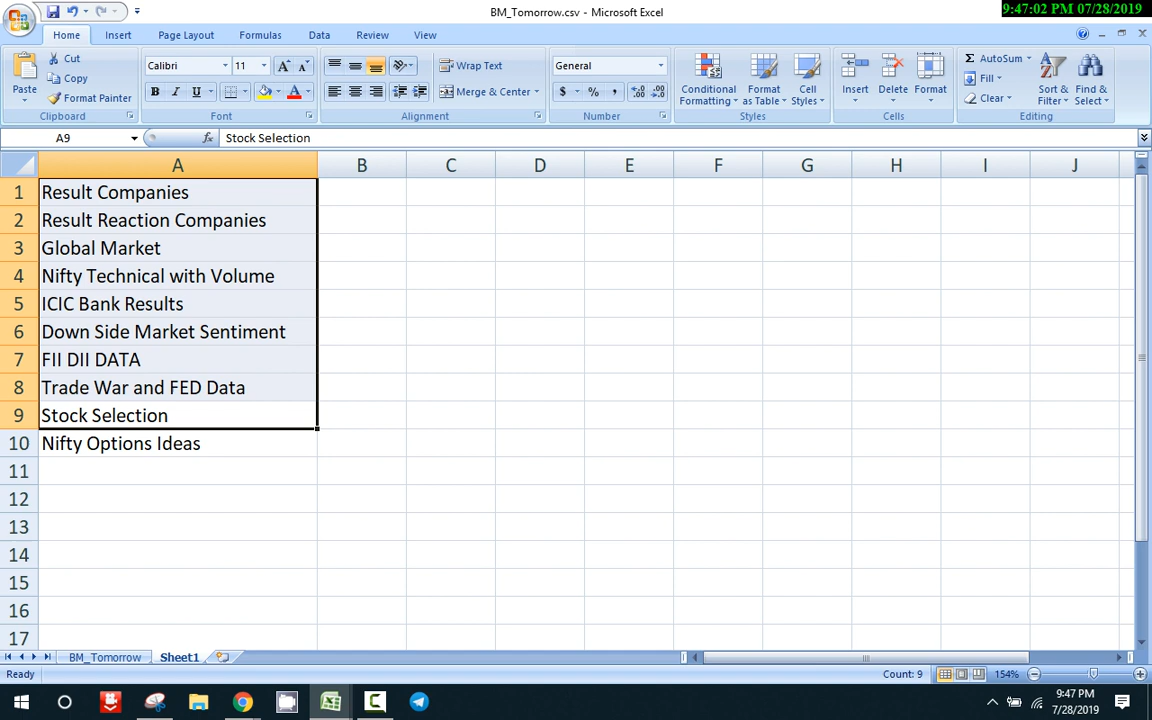 BM_Tomorrow.csv - Microsoft Excel
9:47:02 PM 07/28/2019
Home Insert Page Layout Formulas Data Review View
Paste
Cut
Copy
Format Painter
Clipboard
Calibri 11
B I U
Font
Wrap Text
Merge & Center
Alignment
General
$ % ,
Number
Conditional Formatting
Format as Table
Cell Styles
Styles
Insert Delete Format
Cells
Σ AutoSum
Fill
Clear
Sort & Filter
Find & Select
Editing
A9 fx Stock Selection
A B C D E F G H I J
1 Result Companies
2 Result Reaction Companies
3 Global Market
4 Nifty Technical with Volume
5 ICIC Bank Results
6 Down Side Market Sentiment
7 FII DII DATA
8 Trade War and FED Data
9 Stock Selection
10 Nifty Options Ideas
11
12
13
14
15
16
17
BM_Tomorrow Sheet1
Ready Count: 9 154%
9:47 PM
7/28/2019